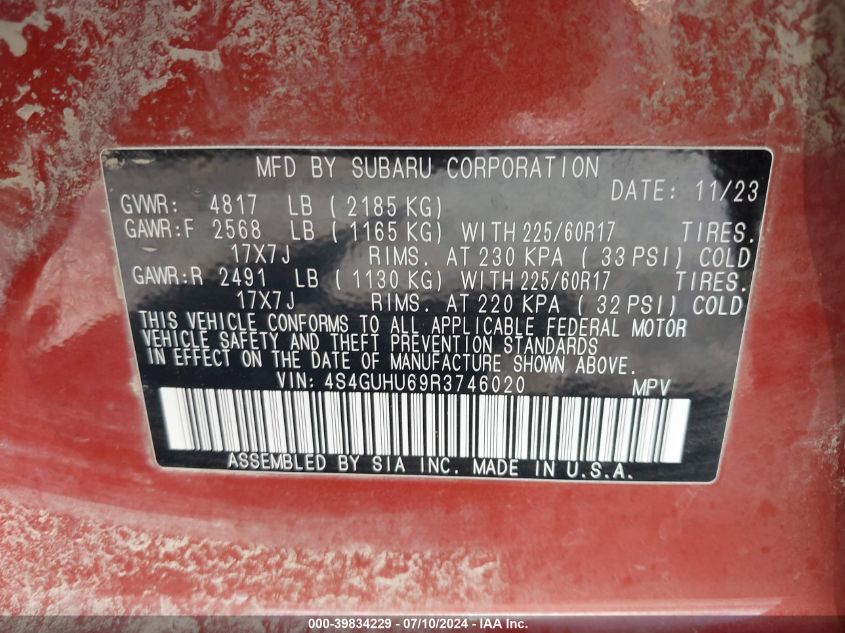 MFD BY SUBARU CORPORATION
DATE: 11/23
GVWR: 4817 LB ( 2185 KG)
GAWR:F 2568 LB ( 1165 KG) WITH 225/60R17 TIRES.
17X7J RIMS. AT 230 KPA ( 33 PSI) COLD
GAWR:R 2491 LB ( 1130 KG) WITH 225/60R17 TIRES.
17X7J RIMS. AT 220 KPA ( 32 PSI) COLD
THIS VEHICLE CONFORMS TO ALL APPLICABLE FEDERAL MOTOR
VEHICLE SAFETY AND THEFT PREVENTION STANDARDS
IN EFFECT ON THE DATE OF MANUFACTURE SHOWN ABOVE.
VIN: 4S4GUHU69R3746020 MPV
ASSEMBLED BY SIA INC. MADE IN U.S.A.
000-39834229 - 07/10/2024 - IAA Inc.